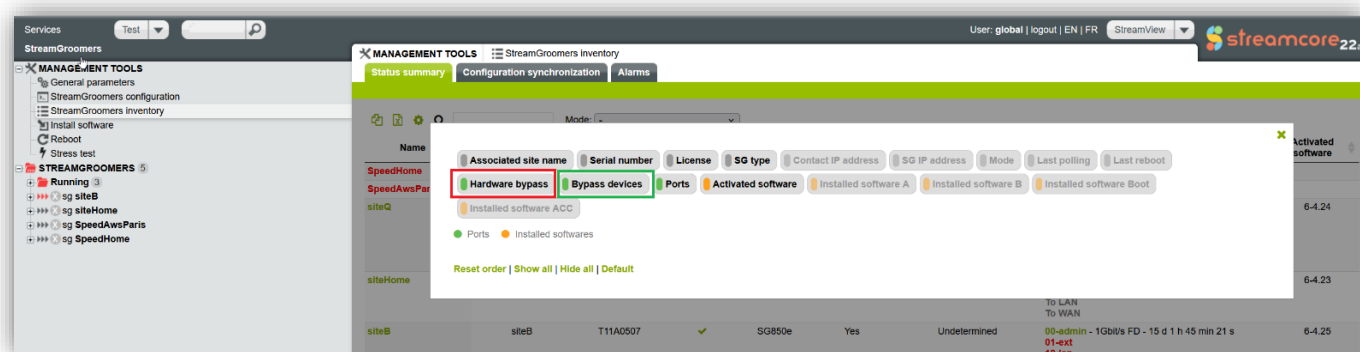 Services
Test
User: global | logout | EN | FR
StreamView
streamcore22
StreamGroomers
MANAGEMENT TOOLS
General parameters
StreamGroomers configuration
StreamGroomers inventory
Install software
Reboot
Stress test
STREAMGROOMERS 5
Running 3
sg siteB
sg siteHome
sg SpeedAwsParis
sg SpeedHome
MANAGEMENT TOOLS StreamGroomers inventory
Status summary Configuration synchronization Alarms
Mode: -
Name
Activated software
SpeedHome
SpeedAwsPar
Associated site name Serial number License SG type Contact IP address SG IP address Mode Last polling Last reboot
Hardware bypass Bypass devices Ports Activated software Installed software A Installed software B Installed software Boot
Installed software ACC
Ports Installed softwares
Reset order | Show all | Hide all | Default
siteQ 6-4.24
siteHome 6-4.23
To LAN
To WAN
siteB siteB T11A0507 SG850e Yes Undetermined 00-admin - 1Gbit/s FD - 15 d 1 h 45 min 21 s 6-4.25
01-ext